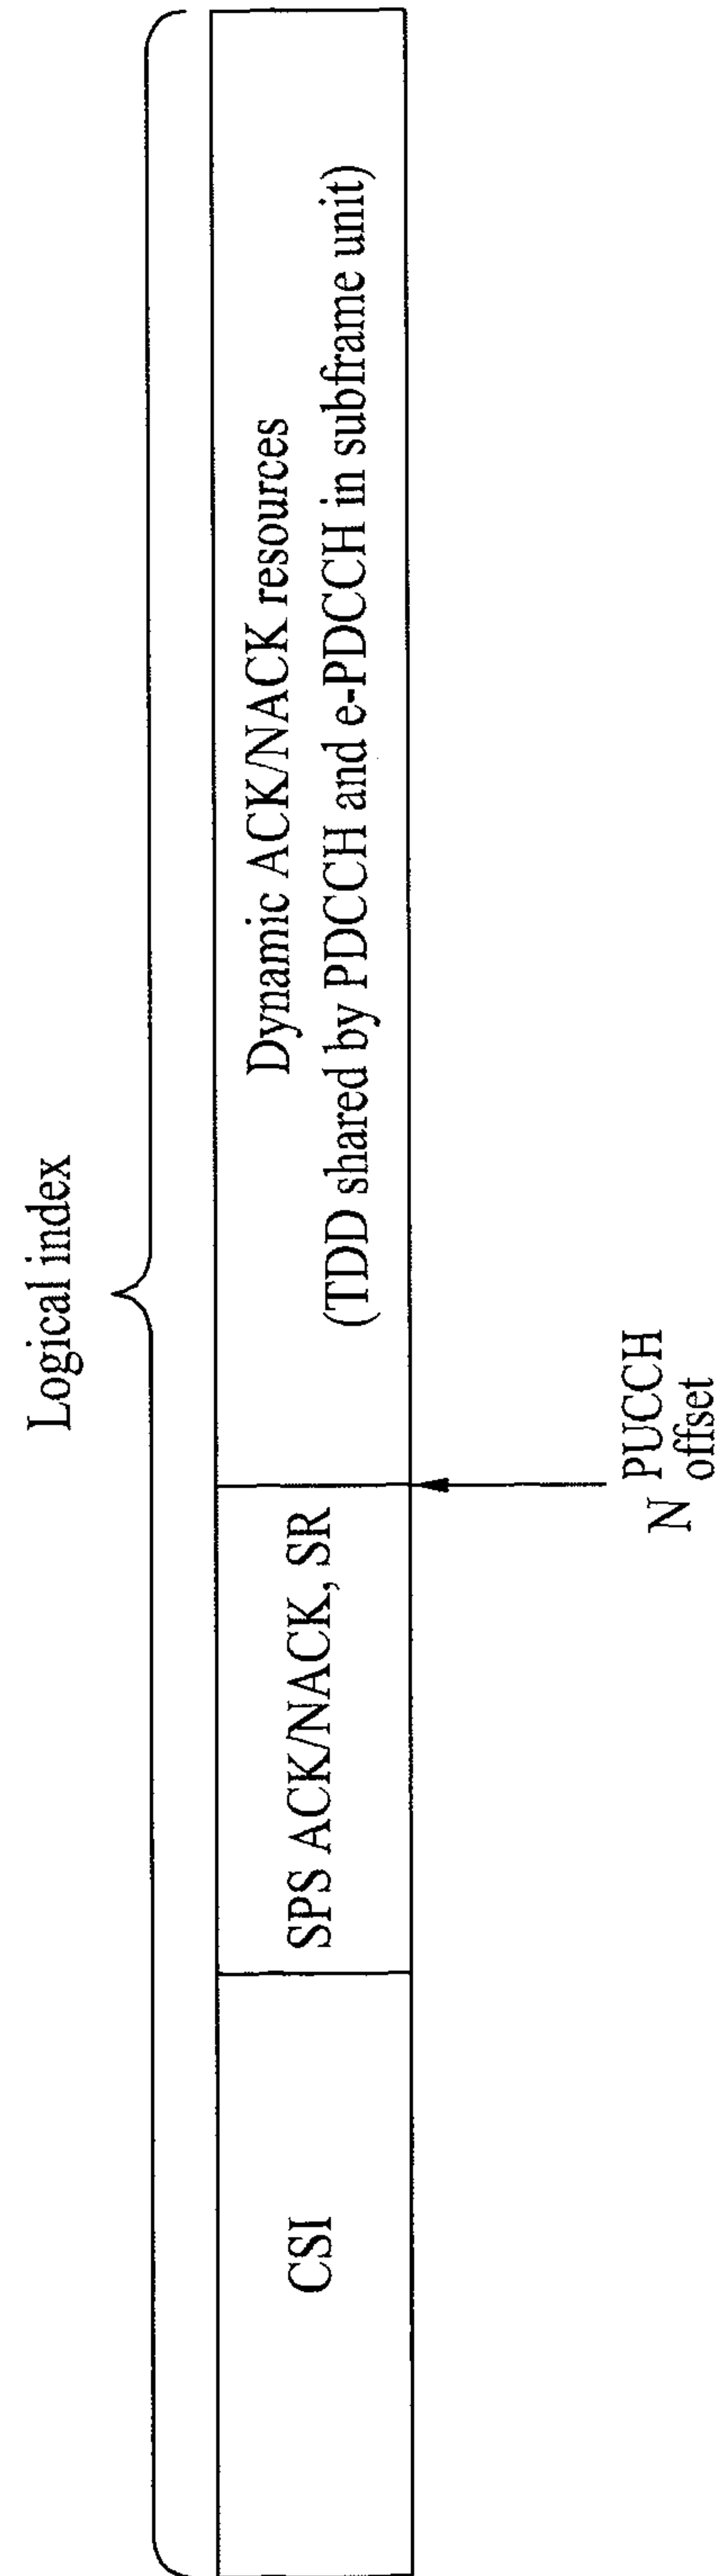 Logical index
CSI
SPS ACK/NACK, SR
Dynamic ACK/NACK resources
(TDD shared by PDCCH and e-PDCCH in subframe unit)
N PUCCH
offset